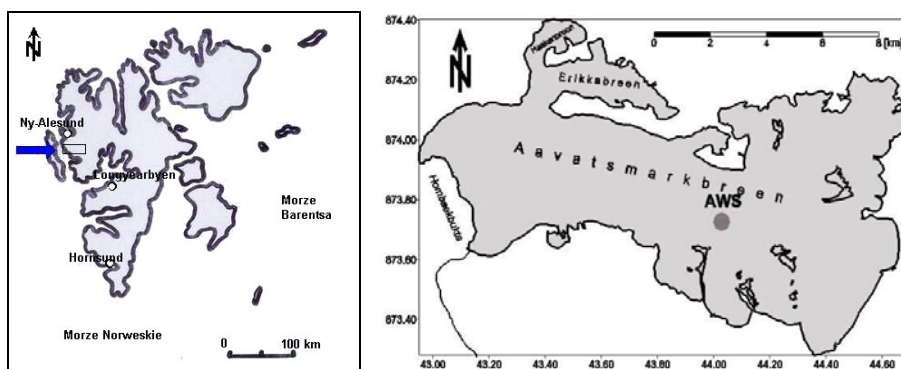 N
Ny-Alesund
Longyearbyen
Hornsund
Morze
Barentsa
Morze Norweskie
0 100 km
874.40
874.20
874.00
873.80
873.60
873.40
43.00 43.20 43.40 43.60 43.80 44.00 44.20 44.40 44.60
N
0 2 4 6 8 [km]
Erikkabreen
Aavatsmarkbreen
AWS